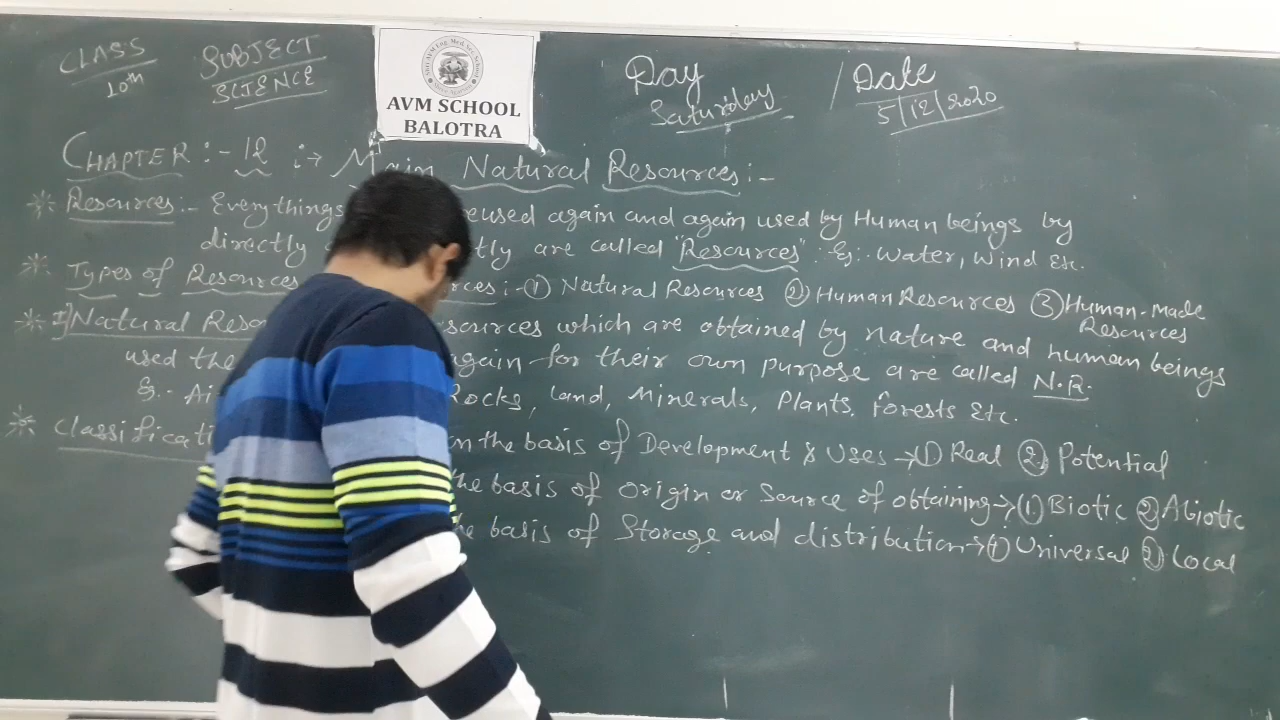 CLASS
10th
SUBJECT
SCIENCE
AVM SCHOOL
BALOTRA
Day
Saturday
/ Date
5/12/2020
CHAPTER :- 12 :→ Main Natural Resources :-
Resources :- Everythings eused again and again used by Human beings by
directly tly are called "Resources" : Eg:- Water, Wind Etc.
Types of Resources rces :- ① Natural Resources ② Human Resources ③ Human-Made
Resources
I] Natural Reso sources which are obtained by nature and human beings
used the again for their own purpose are called N.R.
Eg:- Ai Rocks, Land, Minerals, Plants, Forests Etc.
Classificati n the basis of Development & Uses → ① Real ② Potential
he basis of origin or Source of obtaining → ① Biotic ② Abiotic
e basis of Storage and distribution → ① Universal ② Local